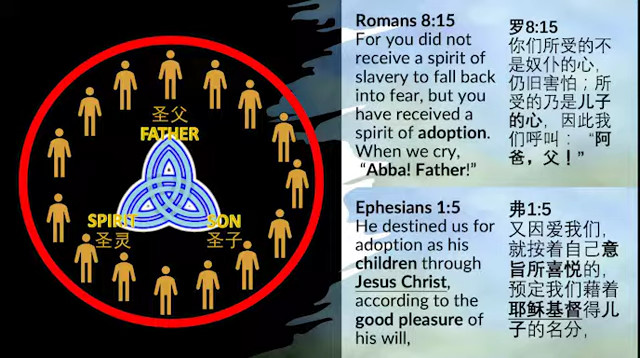 圣父
FATHER
SPIRIT
圣灵
SON
圣子
Romans 8:15
For you did not
receive a spirit of
slavery to fall back
into fear, but you
have received a
spirit of adoption.
When we cry,
“Abba! Father!”
罗8:15
你们所受的不
是奴仆的心,
仍旧害怕；所
受的乃是儿子
的心，因此我
们呼叫：“阿
爸，父！”
Ephesians 1:5
He destined us for
adoption as his
children through
Jesus Christ,
according to the
good pleasure of
his will,
弗1:5
又因爱我们，
就按着自己意
旨所喜悦的，
预定我们藉着
耶稣基督得儿
子的名分，